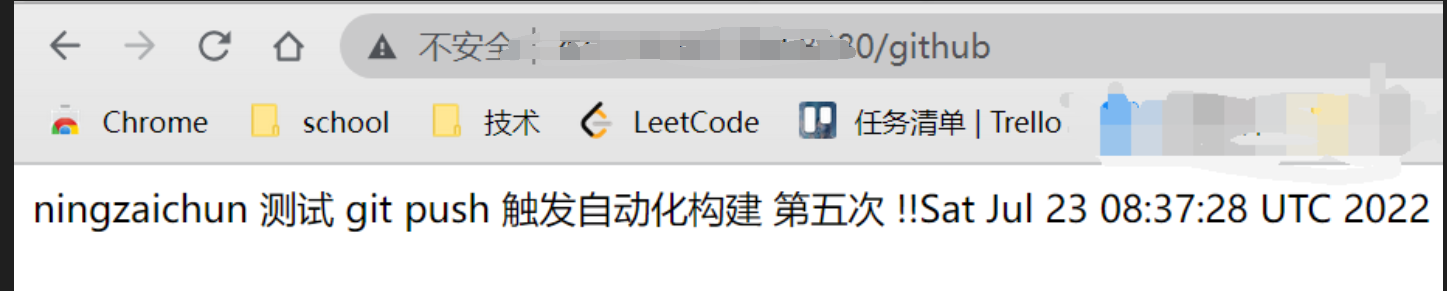 不安全 80/github
Chrome school 技术 LeetCode 任务清单 | Trello
ningzaichun 测试 git push 触发自动化构建 第五次 !!Sat Jul 23 08:37:28 UTC 2022